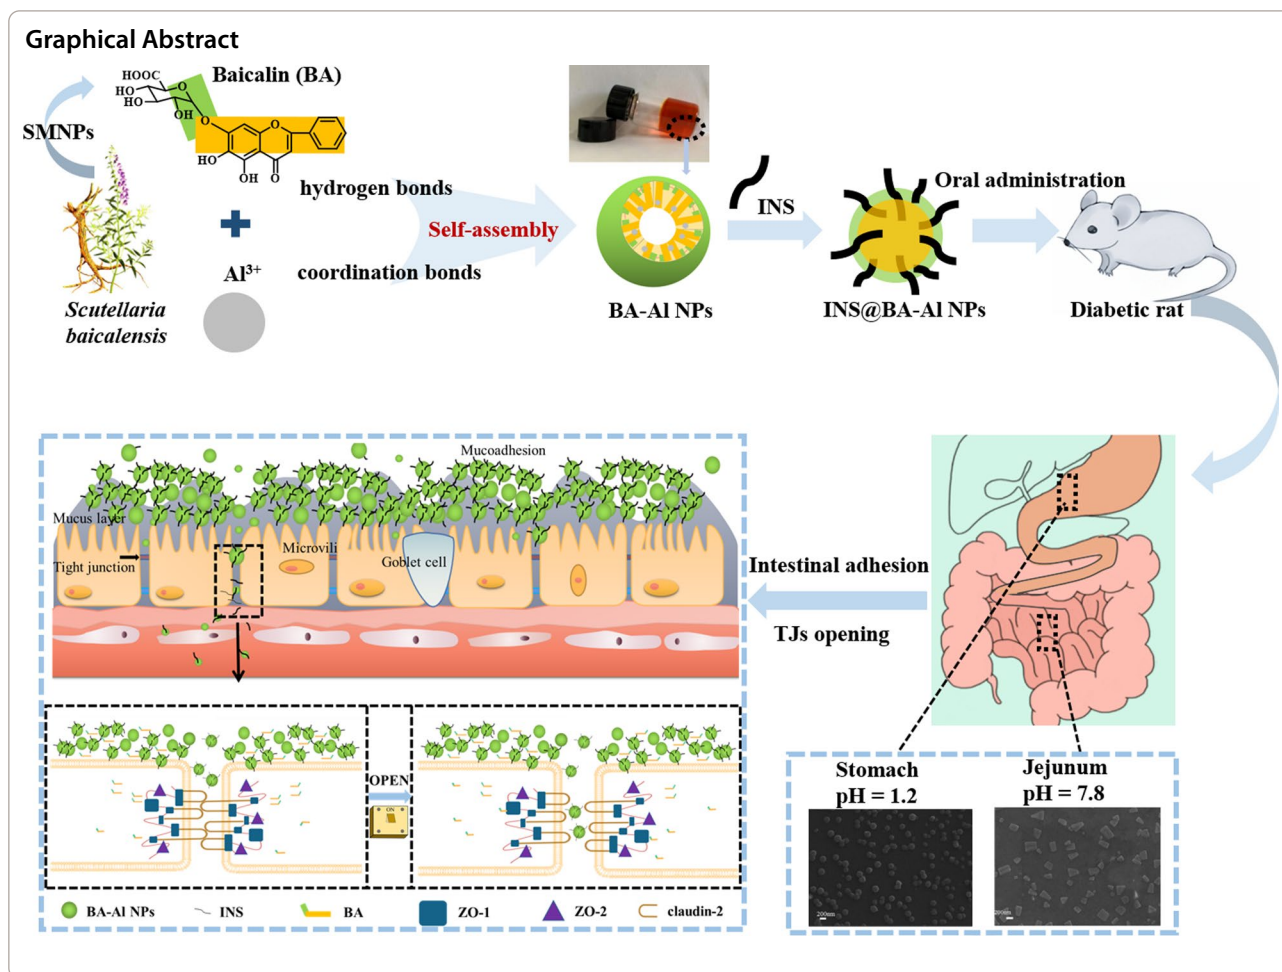 Graphical Abstract
SMNPs
Baicalin (BA)
HOOC
HO
HO
OH
O
O
O
HO
OH
O
Scutellaria
baicalensis
Al³⁺
hydrogen bonds
Self-assembly
coordination bonds
BA-Al NPs
INS
INS@BA-Al NPs
Oral administration
Diabetic rat
Mucoadhesion
Mucus layer
Tight junction
Microvili
Goblet cell
Intestinal adhesion
TJs opening
OPEN
ON
BA-Al NPs
INS
BA
ZO-1
ZO-2
claudin-2
Stomach
pH = 1.2
200nm
Jejunum
pH = 7.8
200nm